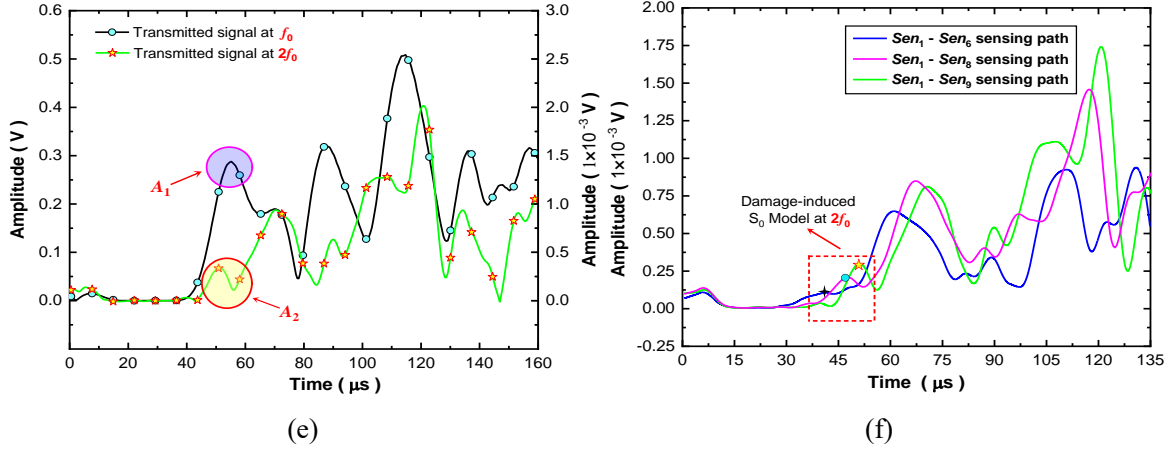 Transmitted signal at f₀
Transmitted signal at 2f₀
A₁
A₂
Amplitude ( V )
0.6
0.5
0.4
0.3
0.2
0.1
0.0
3.0
2.5
2.0
1.5
1.0
0.5
0.0
Amplitude ( 1×10⁻³ V )
0 20 40 60 80 100 120 140 160
Time ( μs )
(e)
Sen₁ - Sen₆ sensing path
Sen₁ - Sen₈ sensing path
Sen₁ - Sen₉ sensing path
Damage-induced
S₀ Model at 2f₀
Amplitude ( 1×10⁻³ V )
2.00
1.75
1.50
1.25
1.00
0.75
0.50
0.25
0.00
-0.25
0 15 30 45 60 75 90 105 120 135
Time ( μs )
(f)